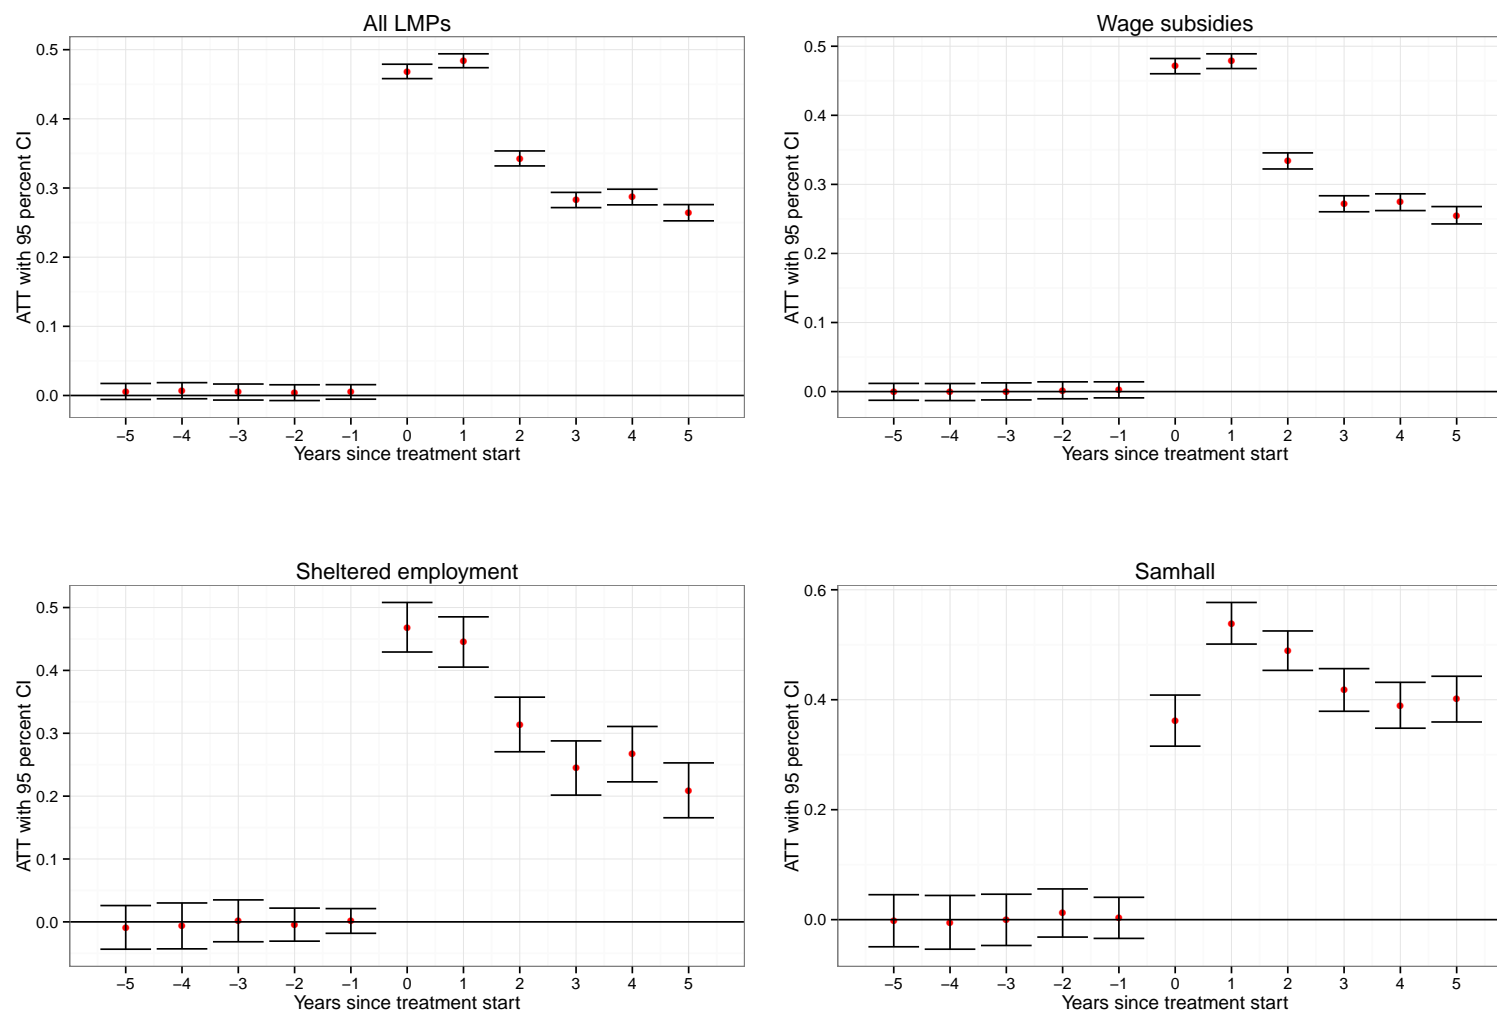 All LMPs
ATT with 95 percent CI
0.5
0.4
0.3
0.2
0.1
0.0
−5 −4 −3 −2 −1 0 1 2 3 4 5
Years since treatment start
Wage subsidies
ATT with 95 percent CI
0.5
0.4
0.3
0.2
0.1
0.0
−5 −4 −3 −2 −1 0 1 2 3 4 5
Years since treatment start
Sheltered employment
ATT with 95 percent CI
0.5
0.4
0.3
0.2
0.1
0.0
−5 −4 −3 −2 −1 0 1 2 3 4 5
Years since treatment start
Samhall
ATT with 95 percent CI
0.6
0.4
0.2
0.0
−5 −4 −3 −2 −1 0 1 2 3 4 5
Years since treatment start